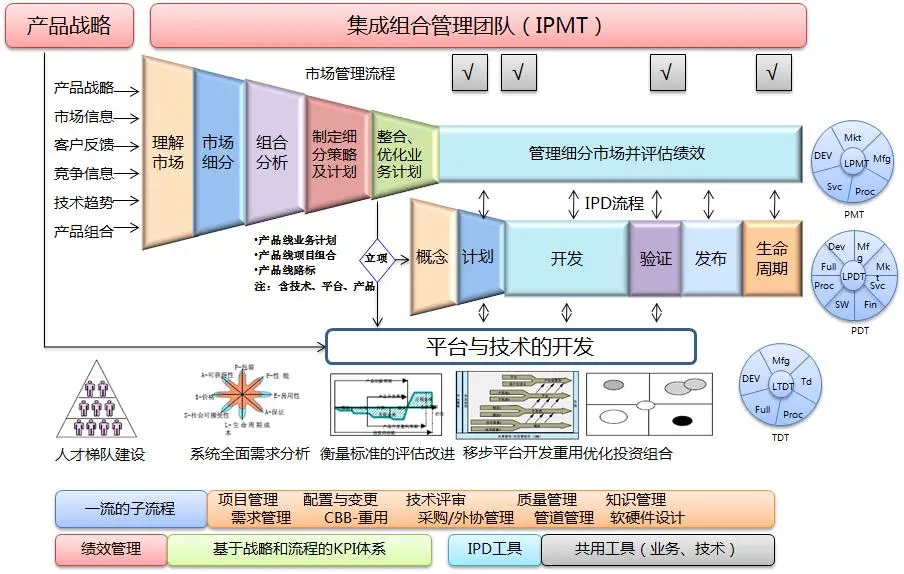 产品战略
集成组合管理团队（IPMT）
市场管理流程
√ √ √ √
产品战略
市场信息
客户反馈
竞争信息
技术趋势
产品组合
理解
市场
市场
细分
组合
分析
制定细
分策略
及计划
整合、
优化业
务计划
管理细分市场并评估绩效
Mkt
DEV
LPMT
Mfg
Svc
Proc
PMT
IPD流程
•产品线业务计划
•产品线项目组合
•产品线路标
注：含技术、平台、产品
立项
概念
计划
开发
验证
发布
生命
周期
Dev
Mf
g
Full
LPDT
Mk
t
Proc
Svc
SW
Fin
PDT
平台与技术的开发
P-包装
A-可获得性
P-性 能
$-价格
E-易用性
S-社会可接受性
A-保证
L-生命周期成
本
Mfg
DEV
LTDT
Td
Full
Proc
TDT
人才梯队建设
系统全面需求分析
衡量标准的评估改进
移步平台开发重用
优化投资组合
一流的子流程
项目管理 配置与变更 技术评审 质量管理 知识管理
需求管理 CBB-重用 采购/外协管理 管道管理 软硬件设计
绩效管理
基于战略和流程的KPI体系
IPD工具
共用工具（业务、技术）